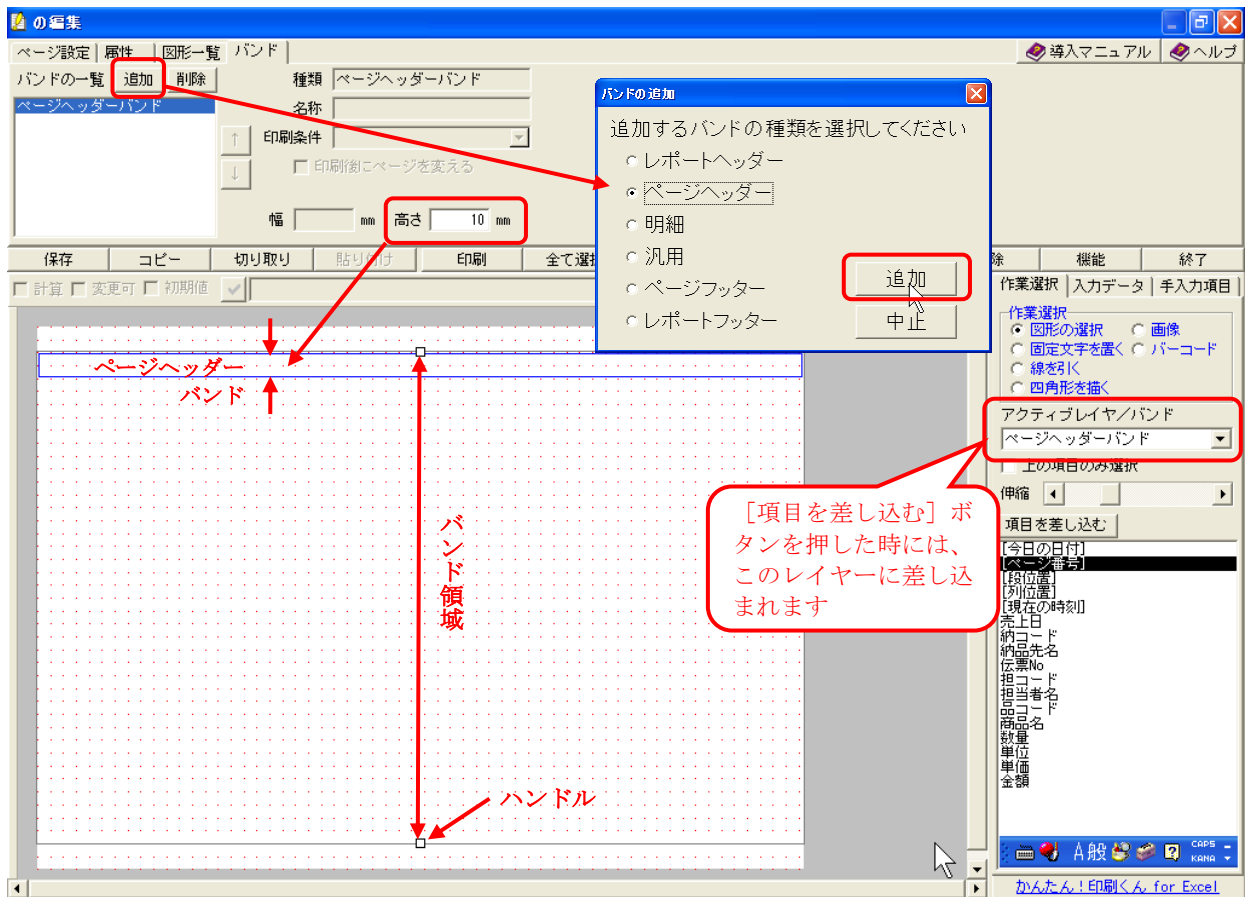 の編集
ページ設定 属性 図形一覧 バンド 導入マニュアル ヘルプ
バンドの一覧 追加 削除 種類 ページヘッダーバンド
ページヘッダーバンド
名称
↑ 印刷条件
↓ 印刷後にページを変える
幅 mm 高さ 10 mm
バンドの追加
追加するバンドの種類を選択してください
レポートヘッダー
ページヘッダー
明細
汎用
ページフッター
レポートフッター
追加
中止
保存 コピー 切り取り 貼り付け 印刷 全て選択 除 機能 終了
計算 変更可 初期値
作業選択 入力データ 手入力項目
作業選択
図形の選択 画像
固定文字を置く バーコード
線を引く
四角形を描く
アクティブレイヤ/バンド
ページヘッダーバンド
上の項目のみ選択
伸縮
項目を差し込む
[今日の日付]
[ページ番号]
[段位置]
[列位置]
[現在の時刻]
売上日
納コード
納品先名
伝票No
担コード
担当者名
品コード
商品名
数量
単位
単価
金額
ページヘッダー
バンド
バンド領域
ハンドル
[項目を差し込む]ボ
タンを押した時には、
このレイヤーに差し込
まれます
A般 CAPS
KANA
かんたん!印刷くん for Excel